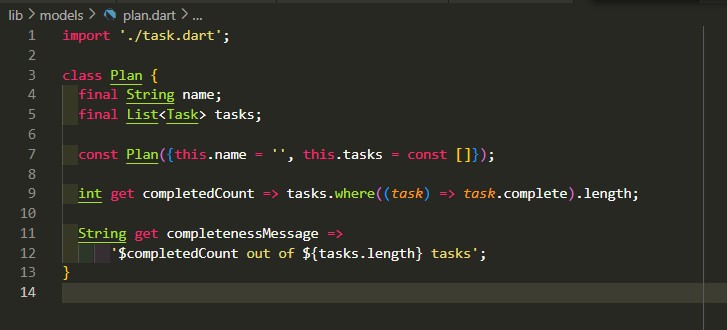 lib > models > plan.dart > ...
1 import './task.dart';
2
3 class Plan {
4   final String name;
5   final List<Task> tasks;
6
7   const Plan({this.name = '', this.tasks = const []});
8
9   int get completedCount => tasks.where((task) => task.complete).length;
10
11   String get completenessMessage =>
12       '$completedCount out of ${tasks.length} tasks';
13 }
14